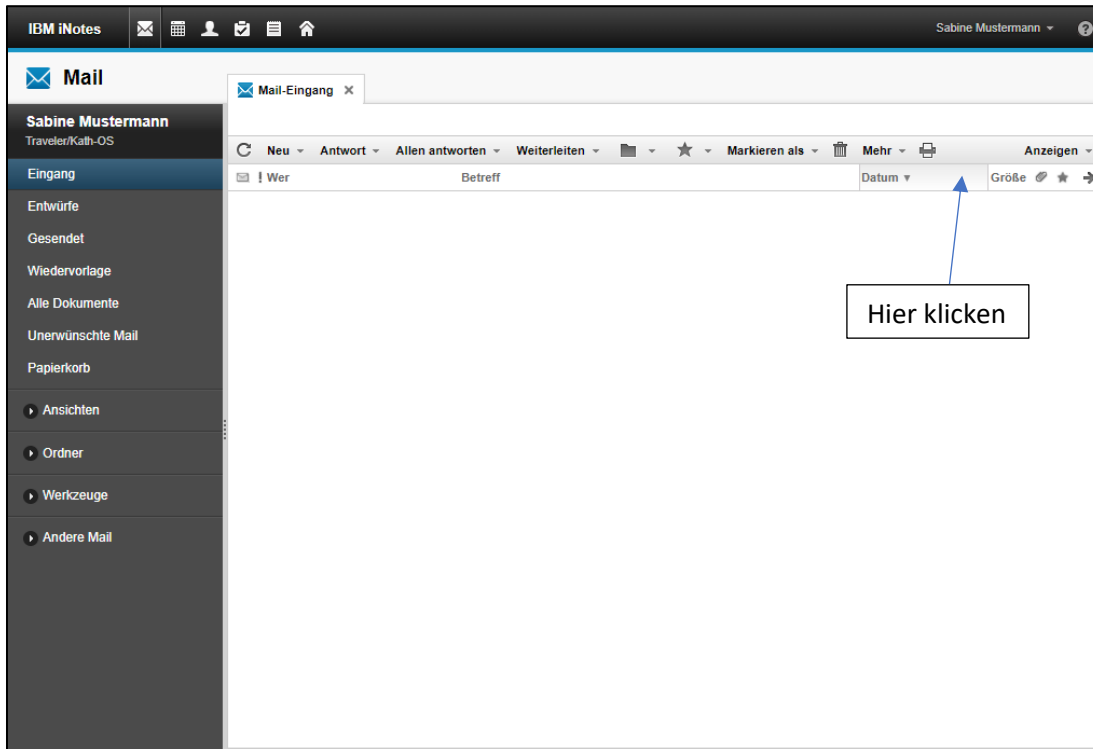 IBM iNotes
Sabine Mustermann
Mail
Mail-Eingang
Sabine Mustermann
Traveler/Kath-OS
Neu Antwort Allen antworten Weiterleiten Markieren als Mehr Anzeigen
! Wer Betreff Datum Größe
Eingang
Entwürfe
Gesendet
Wiedervorlage
Alle Dokumente
Unerwünschte Mail
Papierkorb
Ansichten
Ordner
Werkzeuge
Andere Mail
Hier klicken